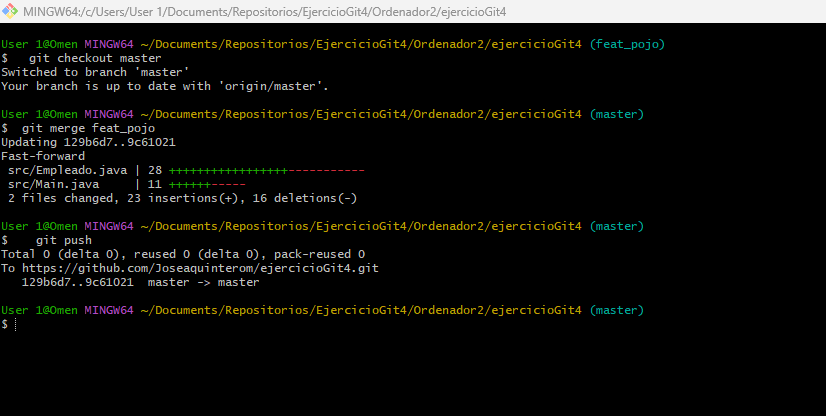 MINGW64:/c/Users/User 1/Documents/Repositorios/EjercicioGit4/Ordenador2/ejercicioGit4
User 1@Omen MINGW64 ~/Documents/Repositorios/EjercicioGit4/Ordenador2/ejercicioGit4 (feat_pojo)
$   git checkout master
Switched to branch 'master'
Your branch is up to date with 'origin/master'.
User 1@Omen MINGW64 ~/Documents/Repositorios/EjercicioGit4/Ordenador2/ejercicioGit4 (master)
$  git merge feat_pojo
Updating 129b6d7..9c61021
Fast-forward
 src/Empleado.java | 28 +++++++++++++++++-----------
 src/Main.java     | 11 ++++++-----
 2 files changed, 23 insertions(+), 16 deletions(-)
User 1@Omen MINGW64 ~/Documents/Repositorios/EjercicioGit4/Ordenador2/ejercicioGit4 (master)
$    git push
Total 0 (delta 0), reused 0 (delta 0), pack-reused 0
To https://github.com/Joseaquinterom/ejercicioGit4.git
   129b6d7..9c61021  master -> master
User 1@Omen MINGW64 ~/Documents/Repositorios/EjercicioGit4/Ordenador2/ejercicioGit4 (master)
$